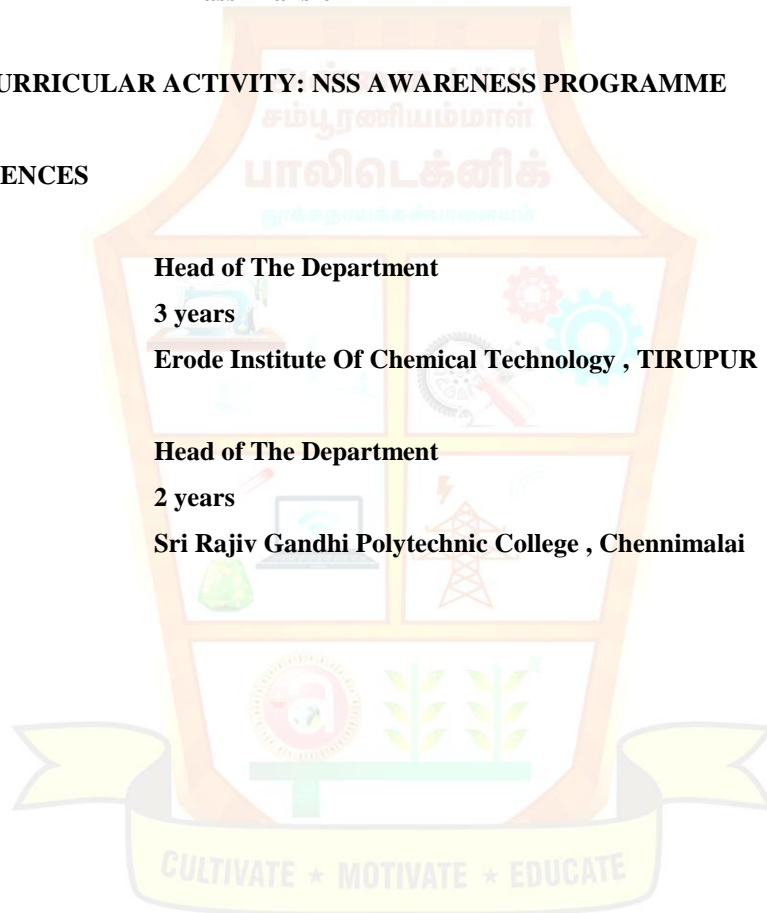 URRICULAR ACTIVITY: NSS AWARENESS PROGRAMME
சம்பூரணியம்மாள்
ENCES
பாலிடெக்னிக்
Head of The Department
3 years
Erode Institute Of Chemical Technology , TIRUPUR
Head of The Department
2 years
Sri Rajiv Gandhi Polytechnic College , Chennimalai
CULTIVATE ★ MOTIVATE ★ EDUCATE